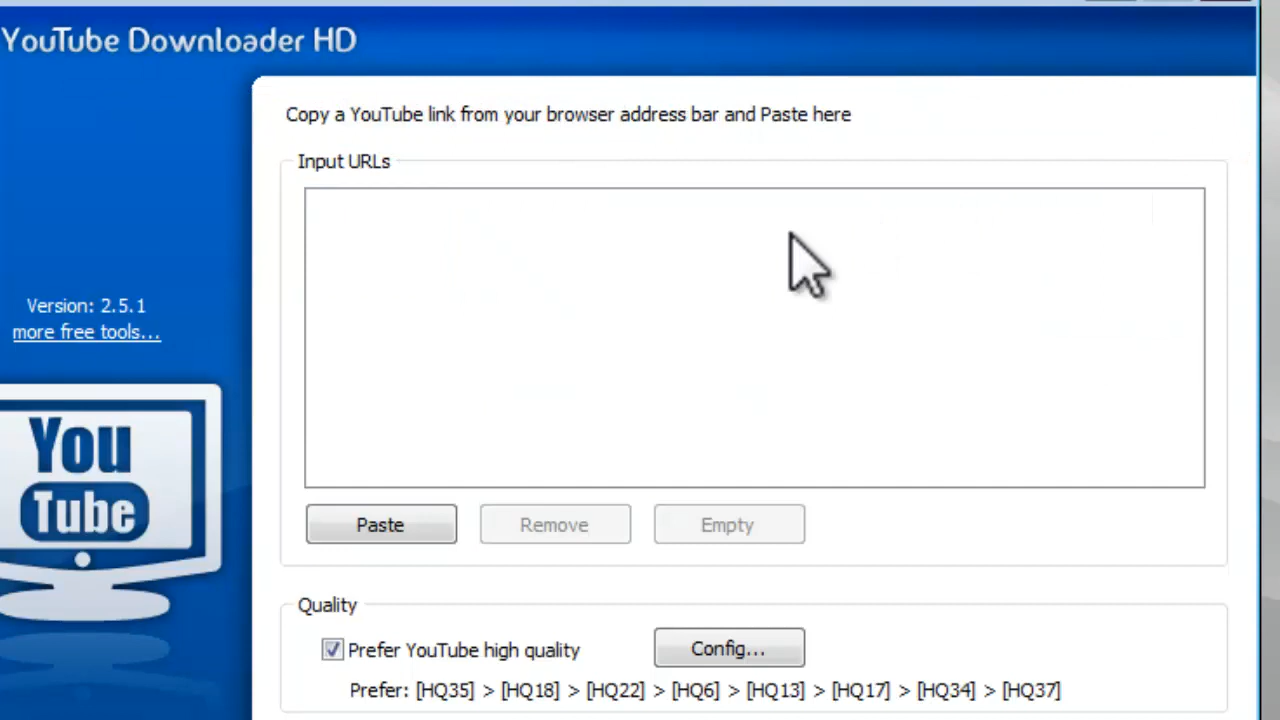 YouTube Downloader HD
Copy a YouTube link from your browser address bar and Paste here
Input URLs
Version: 2.5.1
more free tools...
You
Tube
Paste
Remove
Empty
Quality
Prefer YouTube high quality
Config...
Prefer: [HQ35] > [HQ18] > [HQ22] > [HQ6] > [HQ13] > [HQ17] > [HQ34] > [HQ37]